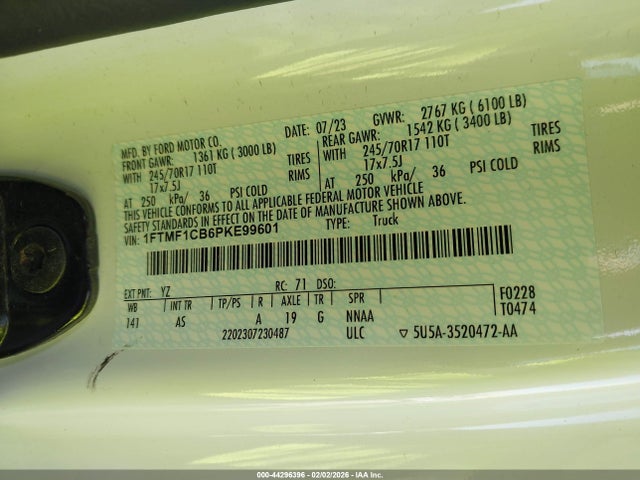 MFD. BY FORD MOTOR CO.
DATE: 07/23 GVWR: 2767 KG ( 6100 LB)
FRONT GAWR: 1361 KG ( 3000 LB) REAR GAWR: 1542 KG ( 3400 LB)
WITH 245/70R17 110T TIRES WITH 245/70R17 110T TIRES
17x7.5J RIMS 17x7.5J RIMS
AT 250 kPa/ 36 PSI COLD AT 250 kPa/ 36 PSI COLD
THIS VEHICLE CONFORMS TO ALL APPLICABLE FEDERAL MOTOR VEHICLE
SAFETY STANDARDS IN EFFECT ON THE DATE OF MANUFACTURE SHOWN ABOVE.
VIN: 1FTMF1CB6PKE99601 TYPE: Truck
EXT PNT: YZ RC: 71 DSO: F0228
WB INT TR TP/PS R AXLE TR SPR T0474
141 AS A 19 G NNAA
2202307230487 ULC ▽ 5U5A-3520472-AA
000-44296396 - 02/02/2026 - IAA Inc.